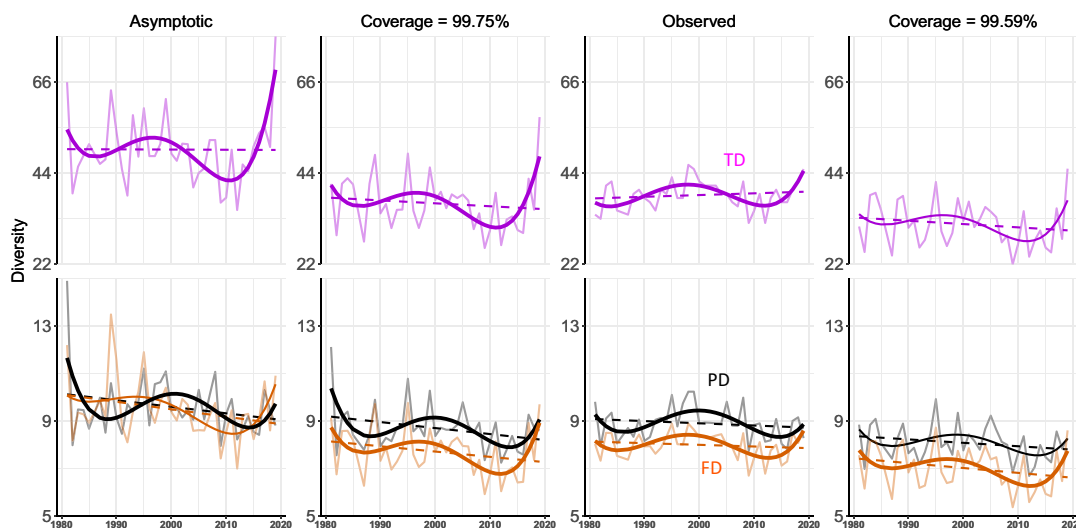 Asymptotic Coverage = 99.75% Observed Coverage = 99.59%
Diversity
66 66 66 66
44 44 44 44
22 22 22 22
TD
13 13 13 13
9 9 9 9
5 5 5 5
PD
FD
1980 1990 2000 2010 2020 1980 1990 2000 2010 2020 1980 1990 2000 2010 2020 1980 1990 2000 2010 2020